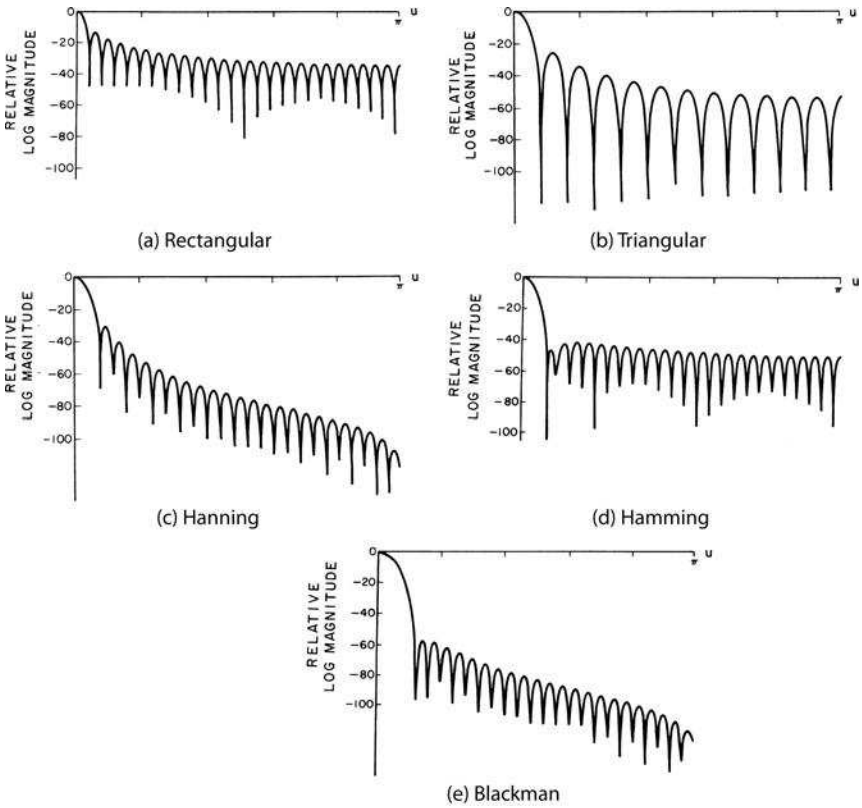 0
-20
-40
-60
-80
-100
RELATIVE
LOG MAGNITUDE
u
π
(a) Rectangular
0
-20
-40
-60
-80
-100
RELATIVE
LOG MAGNITUDE
u
π
(b) Triangular
0
-20
-40
-60
-80
-100
RELATIVE
LOG MAGNITUDE
u
π
(c) Hanning
0
-20
-40
-60
-80
-100
RELATIVE
LOG MAGNITUDE
u
π
(d) Hamming
0
-20
-40
-60
-80
-100
RELATIVE
LOG MAGNITUDE
u
π
(e) Blackman